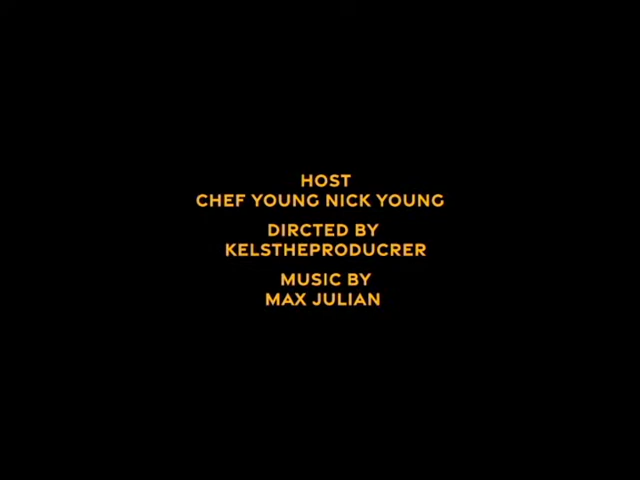 HOST
CHEF YOUNG NICK YOUNG
DIRCTED BY
KELSTHEPRODUCRER
MUSIC BY
MAX JULIAN